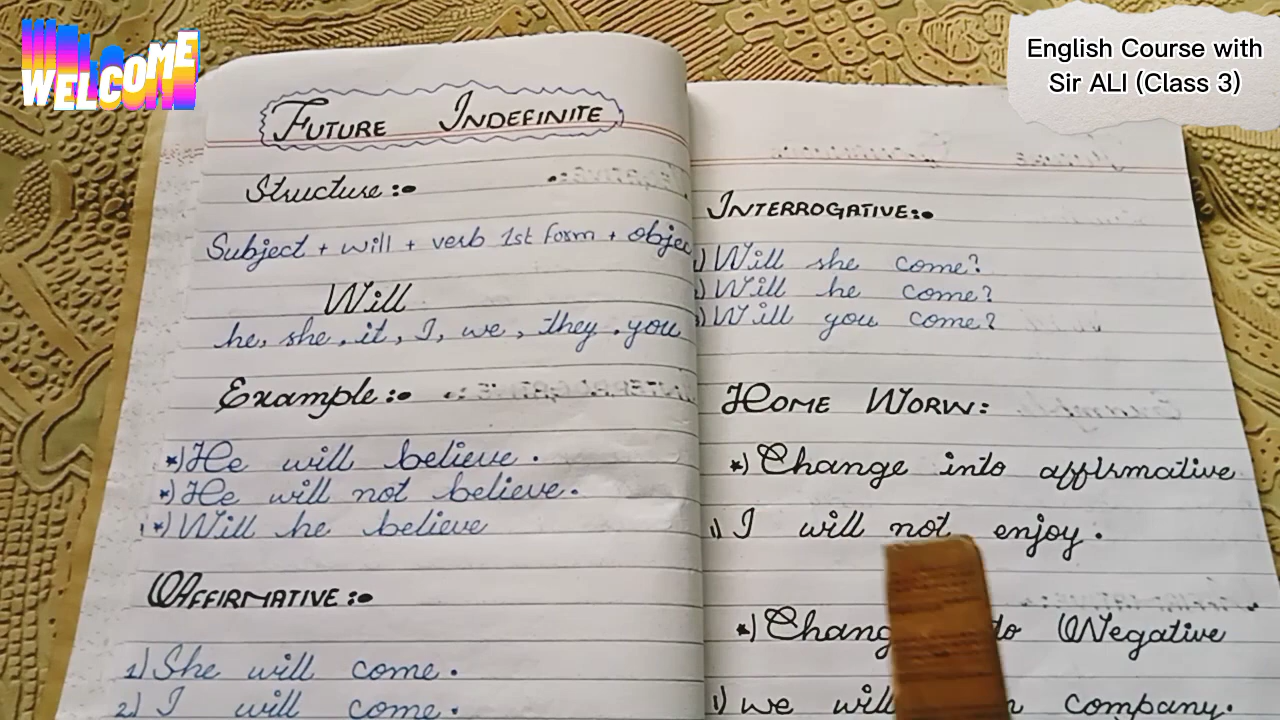 WELCOME
English Course with
Sir ALI (Class 3)
FUTURE INDEFINITE
Structure:
Subject + will + verb 1st form + objec
Will
he, she, it, I, we, they, you
Example:
*) He will believe.
*) He will not believe.
*) Will he believe
AFFIRMATIVE:
1) She will come.
2) I will come.
INTERROGATIVE:
) Will she come?
) Will he come?
) Will you come?
HOME WORK:
*) Change into affirmative
1) I will not enjoy.
*) Chang to Negative
1) we will company.